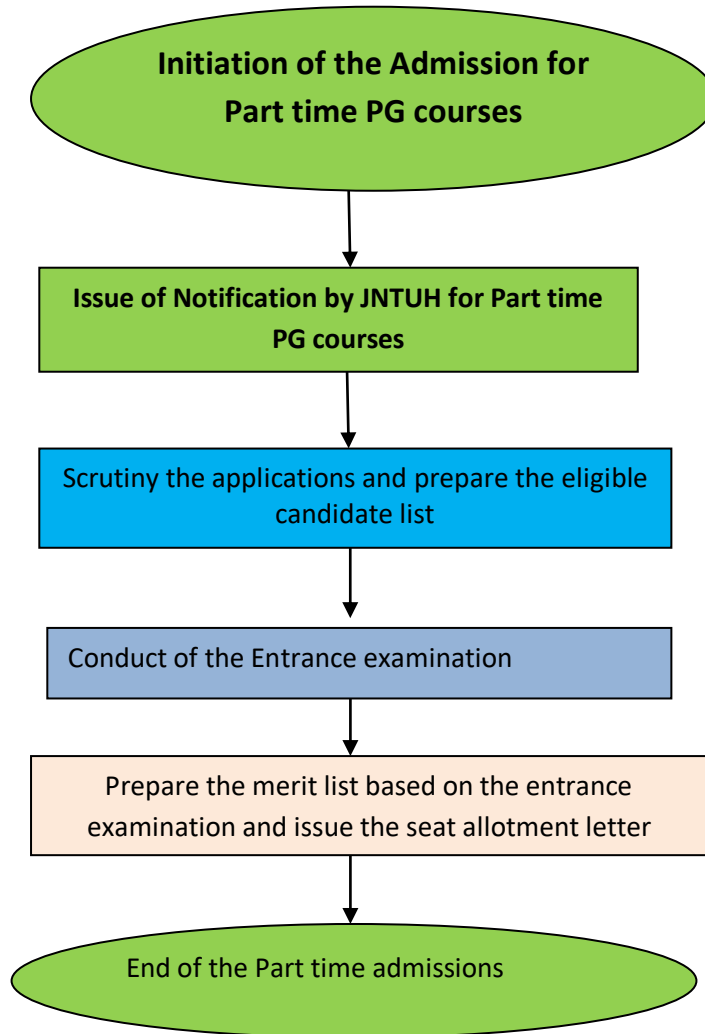 Initiation of the Admission for
Part time PG courses
Issue of Notification by JNTUH for Part time
PG courses
Scrutiny the applications and prepare the eligible
candidate list
Conduct of the Entrance examination
Prepare the merit list based on the entrance
examination and issue the seat allotment letter
End of the Part time admissions